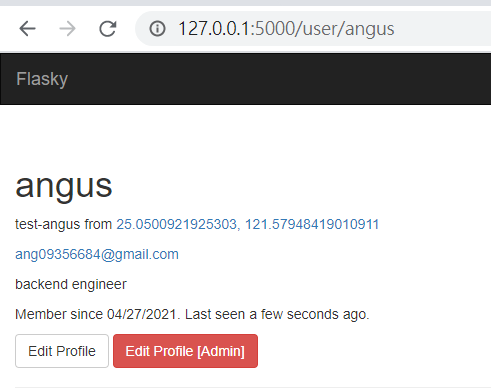 127.0.0.1:5000/user/angus
Flasky
angus
test-angus from 25.0500921925303, 121.57948419010911
ang09356684@gmail.com
backend engineer
Member since 04/27/2021. Last seen a few seconds ago.
Edit Profile Edit Profile [Admin]